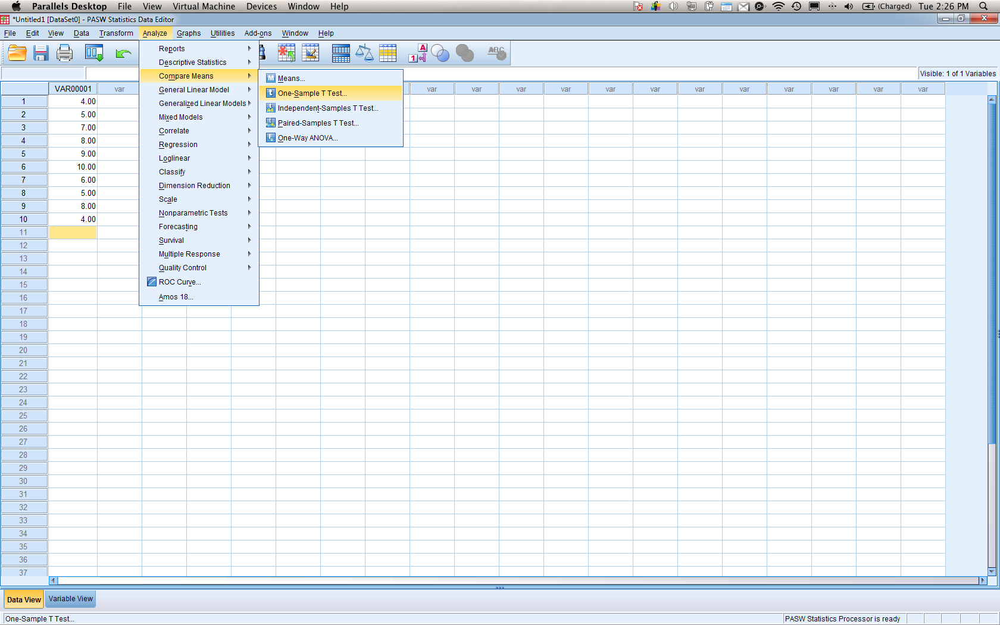 Parallels Desktop File View Virtual Machine Devices Window Help (Charged) Tue 2:26 PM
*Untitled1 [DataSet0] - PASW Statistics Data Editor
File Edit View Data Transform Analyze Graphs Utilities Add-ons Window Help
Visible: 1 of 1 Variables
VAR00001 var var var var var var var var var var var var var
1 4.00
2 5.00
3 7.00
4 8.00
5 9.00
6 10.00
7 6.00
8 5.00
9 8.00
10 4.00
11
12
13
14
15
16
17
18
19
20
21
22
23
24
25
26
27
28
29
30
31
32
33
34
35
36
37
Reports
Descriptive Statistics
Compare Means
General Linear Model
Generalized Linear Models
Mixed Models
Correlate
Regression
Loglinear
Classify
Dimension Reduction
Scale
Nonparametric Tests
Forecasting
Survival
Multiple Response
Quality Control
ROC Curve...
Amos 18...
Means...
One-Sample T Test...
Independent-Samples T Test...
Paired-Samples T Test...
One-Way ANOVA...
Data View Variable View
One-Sample T Test... PASW Statistics Processor is ready